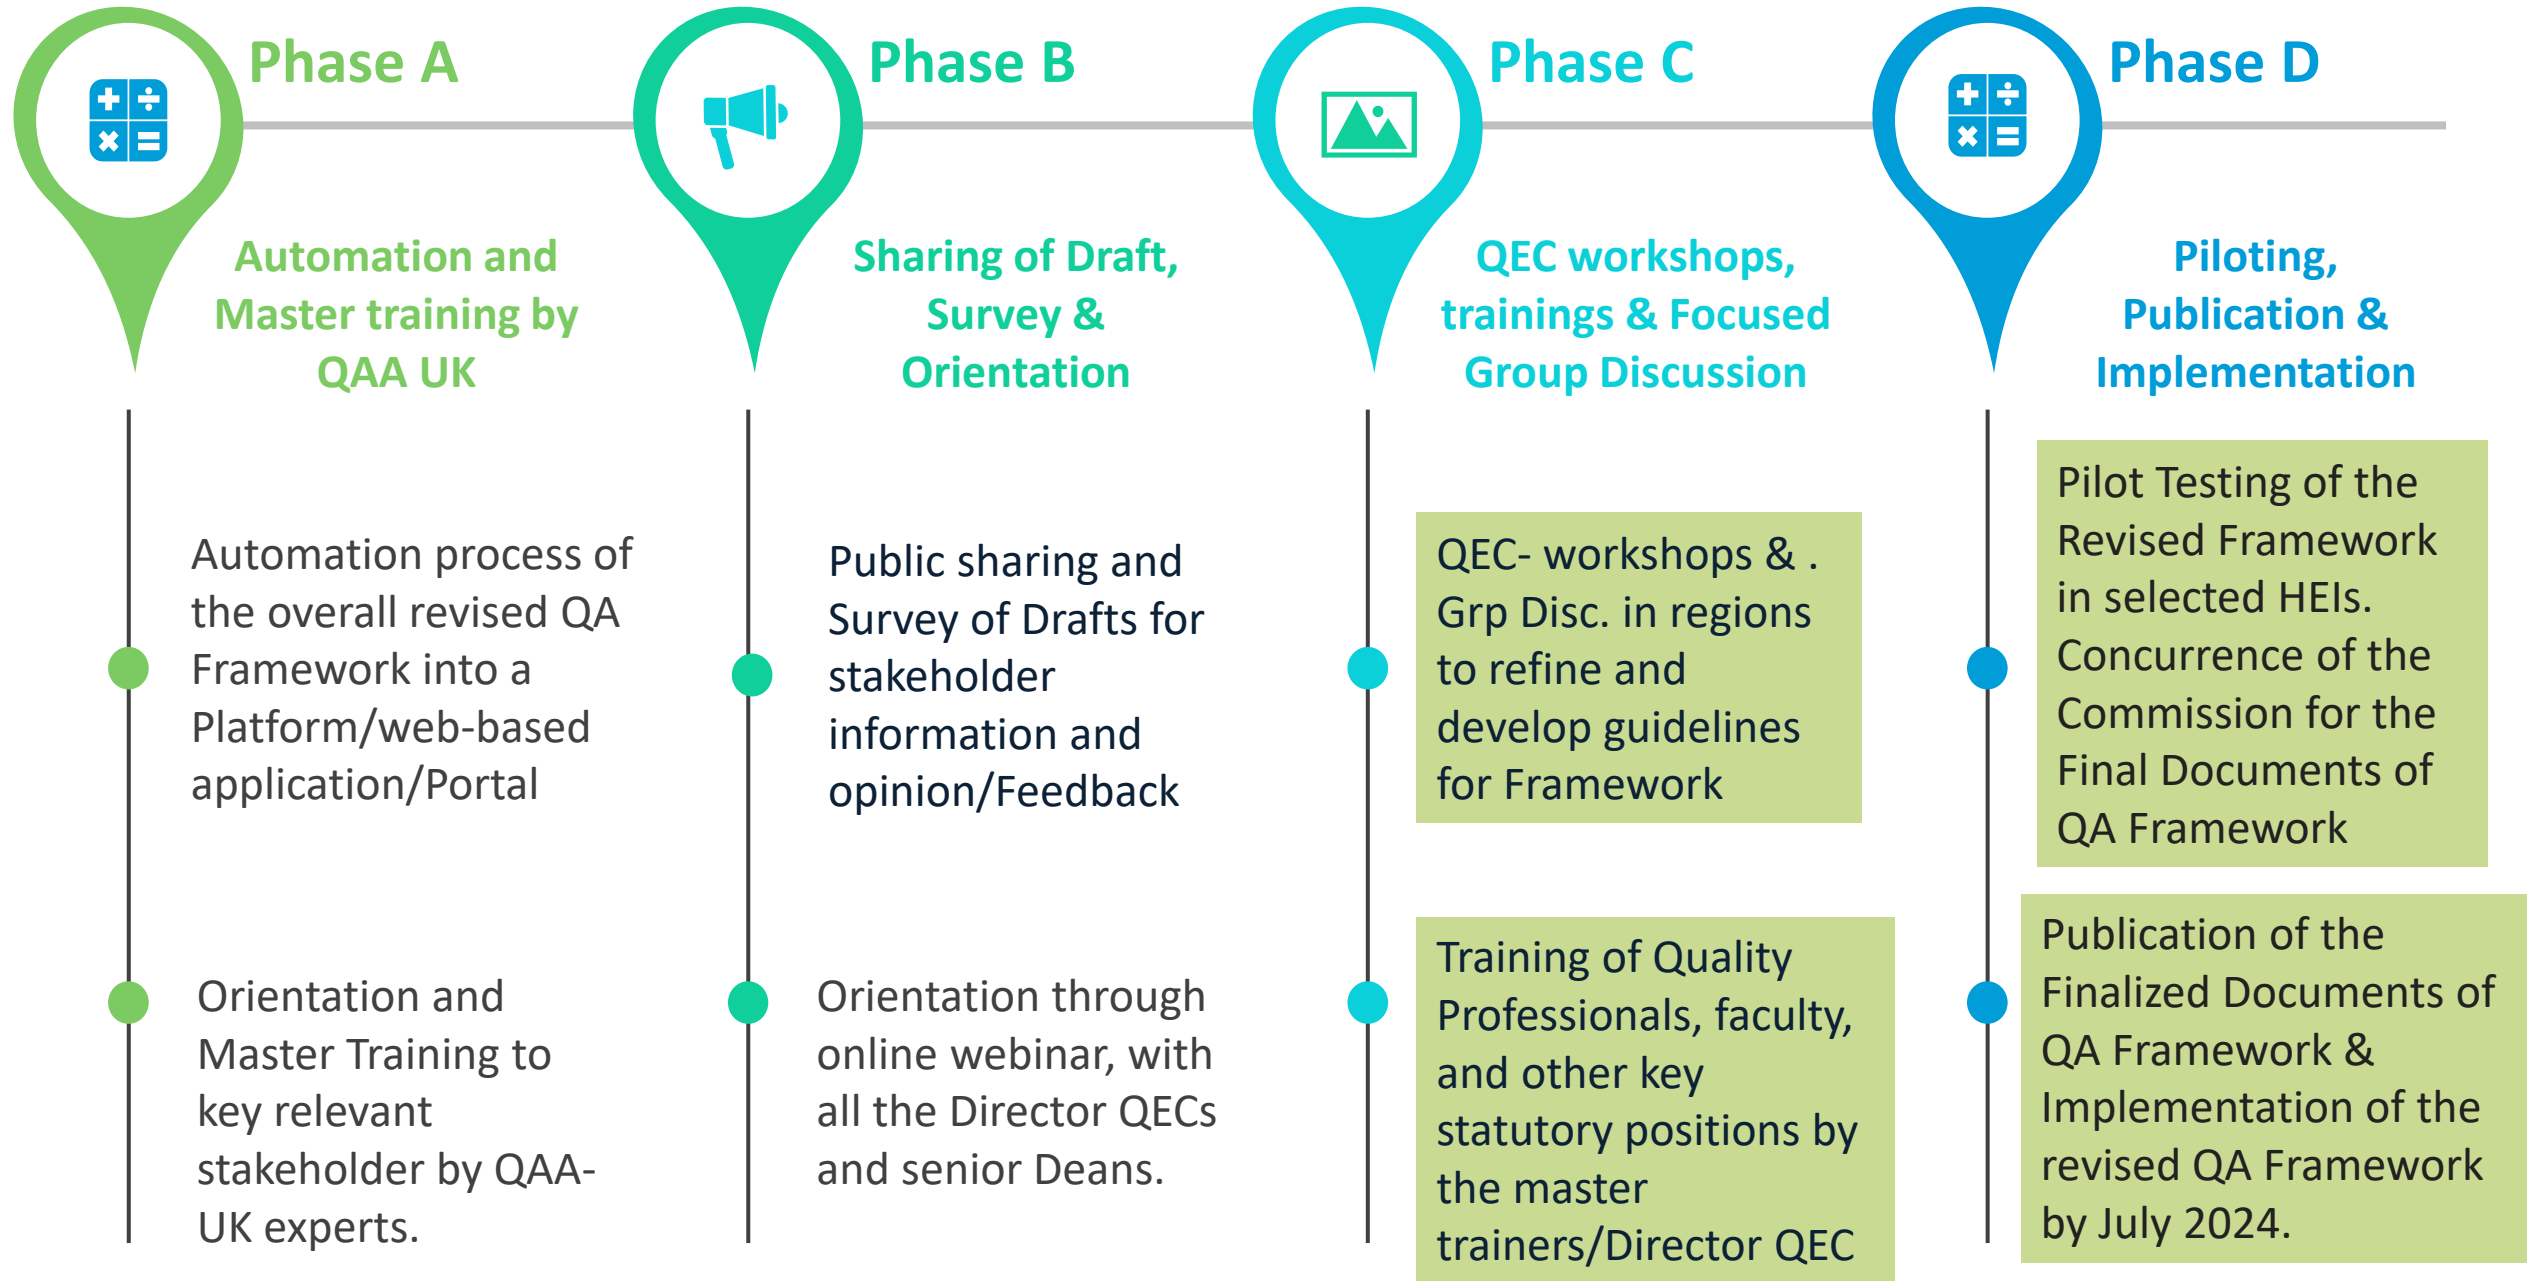 Phase A
Automation and
Master training by
QAA UK
Automation process of
the overall revised QA
Framework into a
Platform/web-based
application/Portal
Orientation and
Master Training to
key relevant
stakeholder by QAA-
UK experts.
Phase B
Sharing of Draft,
Survey &
Orientation
Public sharing and
Survey of Drafts for
stakeholder
information and
opinion/Feedback
Orientation through
online webinar, with
all the Director QECs
and senior Deans.
Phase C
QEC workshops,
trainings & Focused
Group Discussion
QEC- workshops & .
Grp Disc. in regions
to refine and
develop guidelines
for Framework
Training of Quality
Professionals, faculty,
and other key
statutory positions by
the master
trainers/Director QEC
Phase D
Piloting,
Publication &
Implementation
Pilot Testing of the
Revised Framework
in selected HEIs.
Concurrence of the
Commission for the
Final Documents of
QA Framework
Publication of the
Finalized Documents of
QA Framework &
Implementation of the
revised QA Framework
by July 2024.